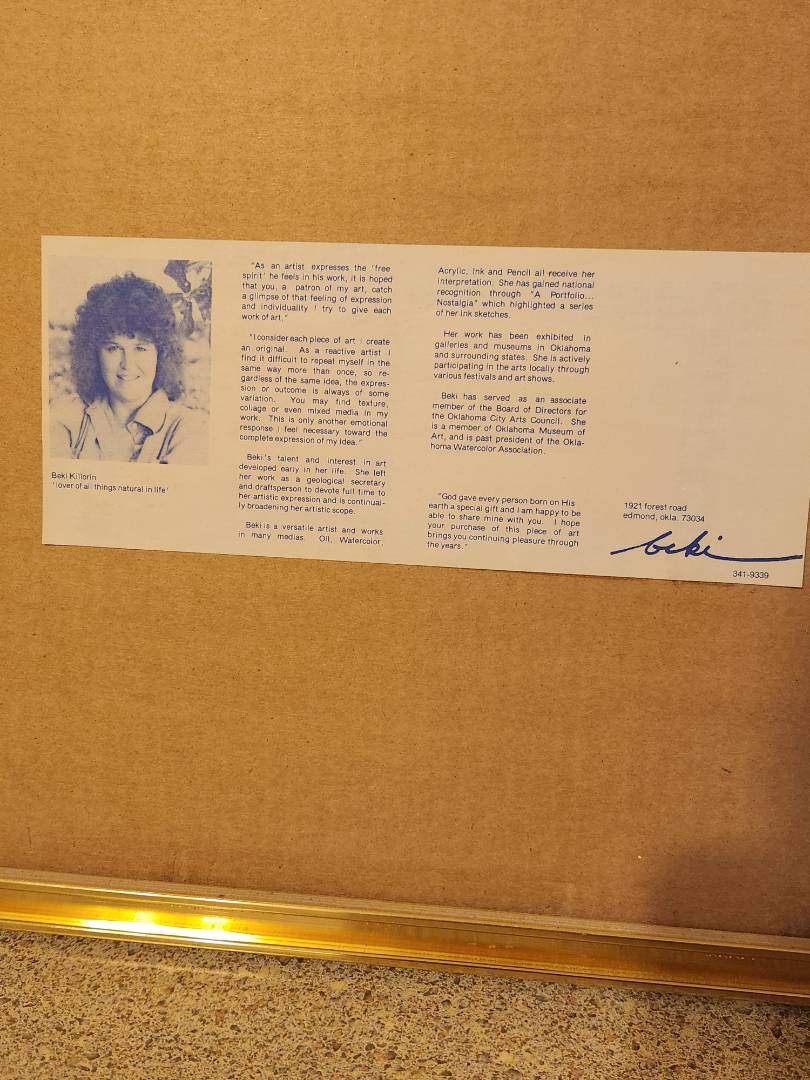 Beki Killorin
'lover of all things natural in life'
"As an artist expresses the 'free
spirit' he feels in his work, it is hoped
that you, a patron of my art, catch
a glimpse of that feeling of expression
and individuality I try to give each
work of art."
"I consider each piece of art I create
an original. As a reactive artist I
find it difficult to repeat myself in the
same way more than once, so re-
gardless of the same idea, the expres-
sion or outcome is always of some
variation. You may find texture,
collage or even mixed media in my
work. This is only another emotional
response I feel necessary toward the
complete expression of my idea."
Beki's talent and interest in art
developed early in her life. She left
her work as a geological secretary
and draftsperson to devote full time to
her artistic expression and is continual-
ly broadening her artistic scope.
Beki is a versatile artist and works
in many medias. Oil, Watercolor,
Acrylic, Ink and Pencil all receive her
interpretation. She has gained national
recognition through "A Portfolio...
Nostalgia" which highlighted a series
of her ink sketches.
Her work has been exhibited in
galleries and museums in Oklahoma
and surrounding states. She is actively
participating in the arts locally through
various festivals and art shows.
Beki has served as an associate
member of the Board of Directors for
the Oklahoma City Arts Council. She
is a member of Oklahoma Museum of
Art, and is past president of the Okla-
homa Watercolor Association.
"God gave every person born on His
earth a special gift and I am happy to be
able to share mine with you. I hope
your purchase of this piece of art
brings you continuing pleasure through
the years."
1921 forest road
edmond, okla. 73034
beki
341-9339